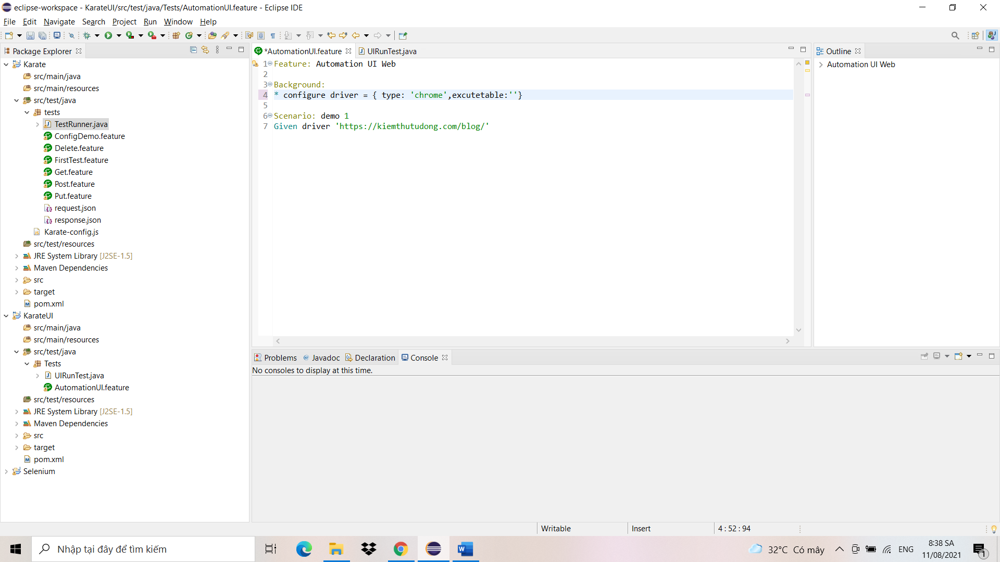 eclipse-workspace - KarateUI/src/test/java/Tests/AutomationUI.feature - Eclipse IDE
File Edit Navigate Search Project Run Window Help
Package Explorer
Karate
src/main/java
src/main/resources
src/test/java
tests
TestRunner.java
ConfigDemo.feature
Delete.feature
FirstTest.feature
Get.feature
Post.feature
Put.feature
request.json
response.json
Karate-config.js
src/test/resources
JRE System Library [J2SE-1.5]
Maven Dependencies
src
target
pom.xml
KarateUI
src/main/java
src/main/resources
src/test/java
Tests
UIRunTest.java
AutomationUI.feature
src/test/resources
JRE System Library [J2SE-1.5]
Maven Dependencies
src
target
pom.xml
Selenium
*AutomationUI.feature UIRunTest.java
1 Feature: Automation UI Web
2
3 Background:
4 * configure driver = { type: 'chrome',excutetable:''}
5
6 Scenario: demo 1
7 Given driver 'https://kiemthutudong.com/blog/'
Outline
Automation UI Web
Problems @ Javadoc Declaration Console
No consoles to display at this time.
Writable Insert 4 : 52 : 94
Nhập tại đây để tìm kiếm
32°C Có mây ENG
8:38 SA
11/08/2021
1